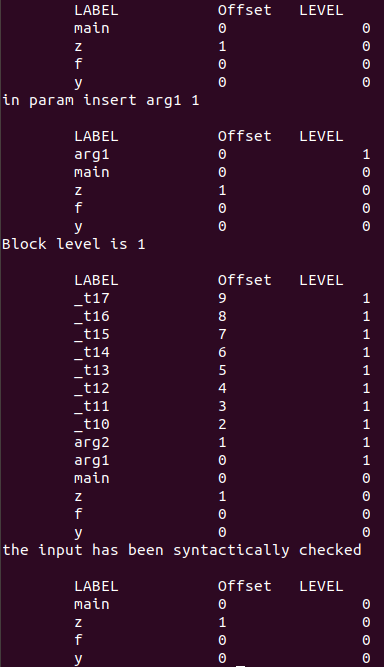 LABEL Offset LEVEL
main 0 0
z 1 0
f 0 0
y 0 0
in param insert arg1 1
LABEL Offset LEVEL
arg1 0 1
main 0 0
z 1 0
f 0 0
y 0 0
Block level is 1
LABEL Offset LEVEL
_t17 9 1
_t16 8 1
_t15 7 1
_t14 6 1
_t13 5 1
_t12 4 1
_t11 3 1
_t10 2 1
arg2 1 1
arg1 0 1
main 0 0
z 1 0
f 0 0
y 0 0
the input has been syntactically checked
LABEL Offset LEVEL
main 0 0
z 1 0
f 0 0
y 0 0